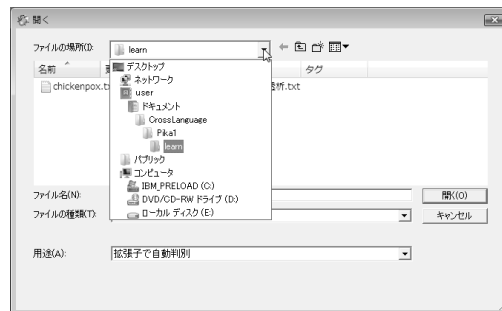 開く
ファイルの場所(I):
learn
名前
タグ
chickenpox.t
透析.txt
デスクトップ
ネットワーク
user
ドキュメント
CrossLanguage
Pika1
learn
パブリック
コンピュータ
IBM_PRELOAD (C:)
DVD/CD-RW ドライブ (D:)
ローカル ディスク (E:)
ファイル名(N):
開く(O)
ファイルの種類(T):
キャンセル
用途(A):
拡張子で自動判別